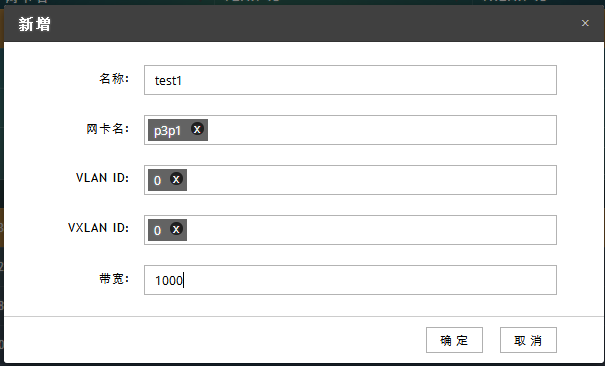 新增
×
名称:
test1
网卡名:
p3p1 x
VLAN ID:
0 x
VXLAN ID:
0 x
带宽:
1000
确 定
取 消